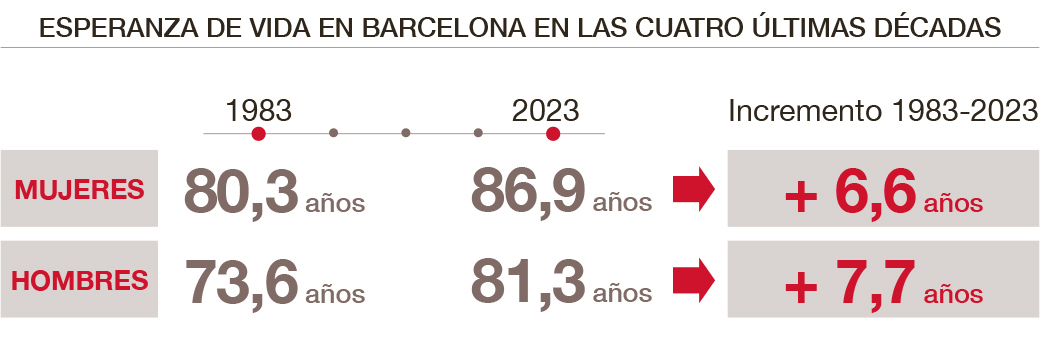 ESPERANZA DE VIDA EN BARCELONA EN LAS CUATRO ÚLTIMAS DÉCADAS
1983 2023 Incremento 1983-2023
MUJERES 80,3 años 86,9 años + 6,6 años
HOMBRES 73,6 años 81,3 años + 7,7 años